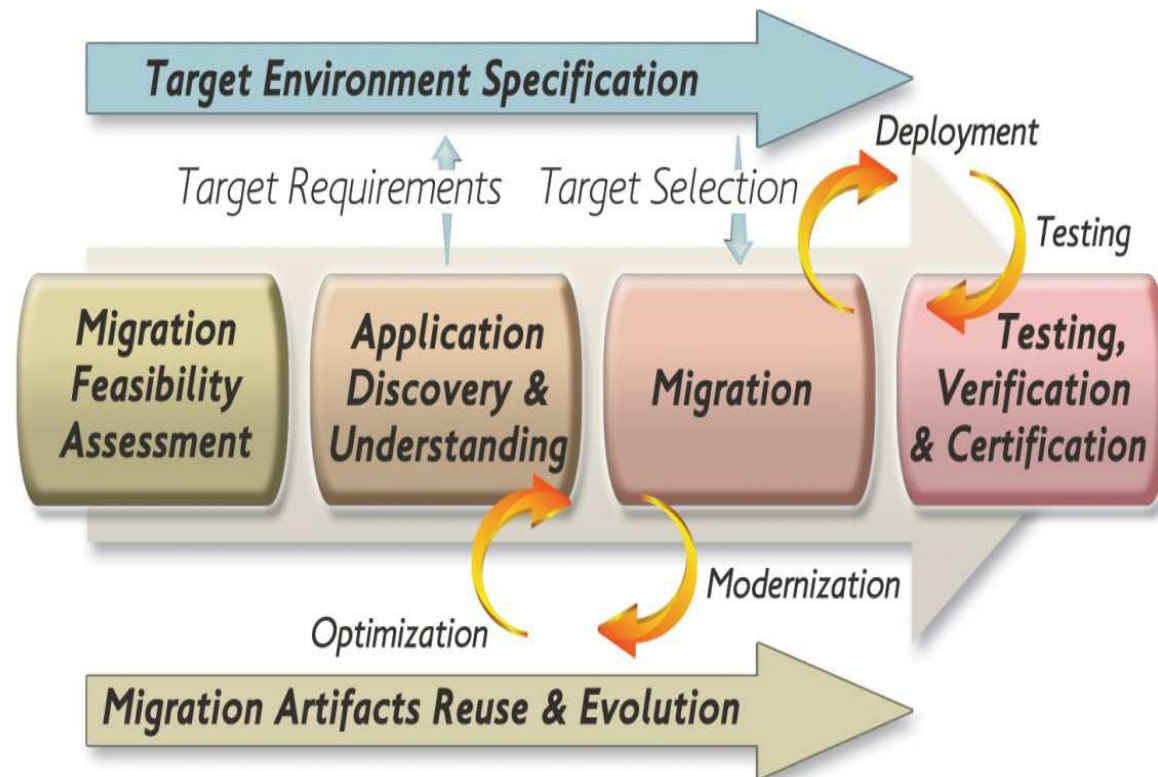 Target Environment Specification
Deployment
Target Requirements
Target Selection
Testing
Migration
Feasibility
Assessment
Application
Discovery &
Understanding
Migration
Testing,
Verification
& Certification
Modernization
Optimization
Migration Artifacts Reuse & Evolution